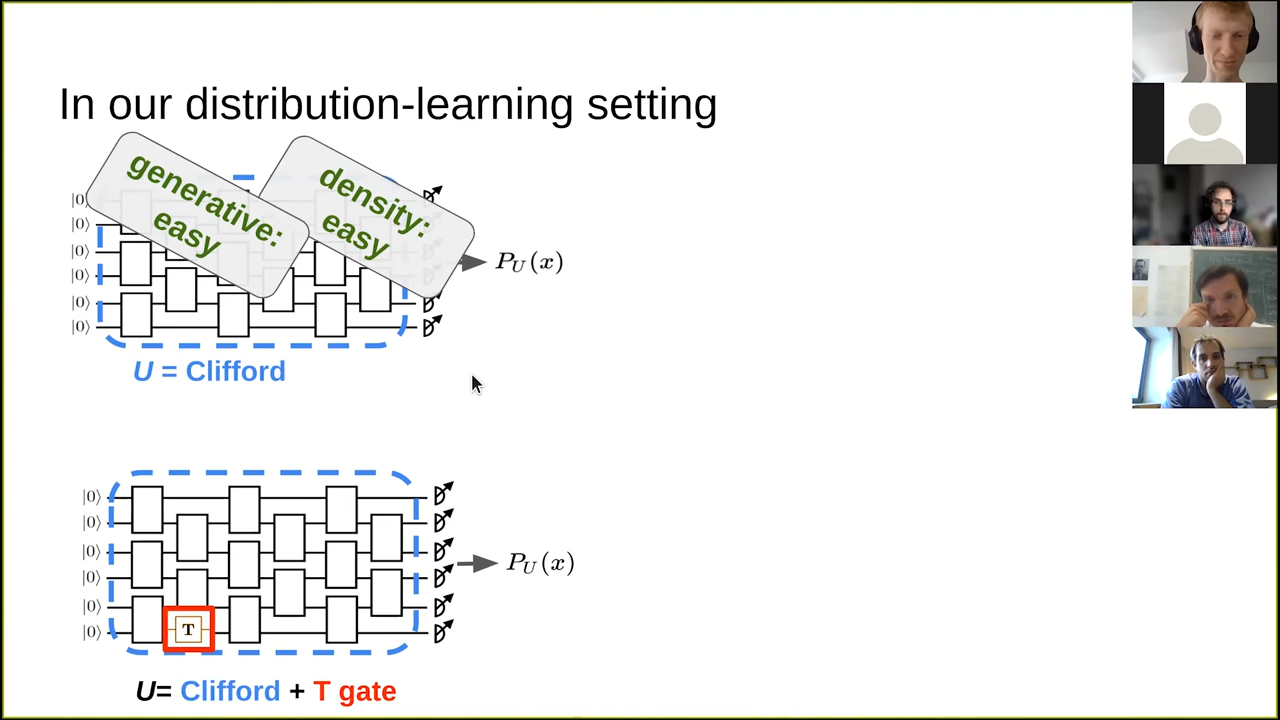 In our distribution-learning setting
generative:
easy
density:
easy
|0⟩
|0⟩
|0⟩
|0⟩
|0⟩
|0⟩
P_U(x)
U = Clifford
|0⟩
|0⟩
|0⟩
|0⟩
|0⟩
|0⟩
T
P_U(x)
U= Clifford + T gate